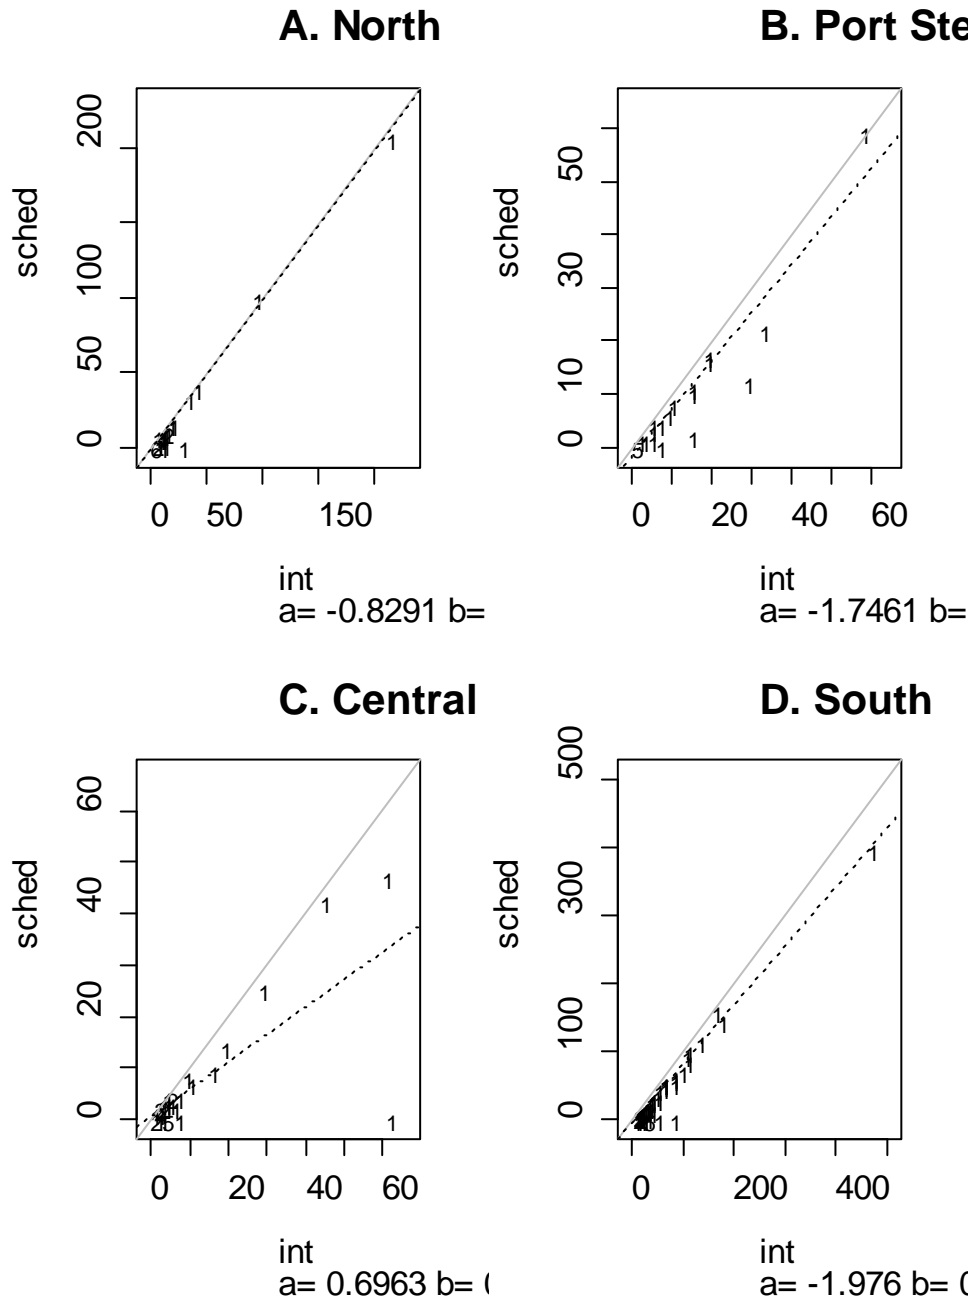 A. North
B. Port Ste
200
100
50
0
sched
0 50 150
int
a= -0.8291 b=
50
30
10
0
sched
0 20 40 60
int
a= -1.7461 b=
C. Central
D. South
60
40
20
0
sched
0 20 40 60
int
a= 0.6963 b=
500
300
100
0
sched
0 200 400
int
a= -1.976 b= 0